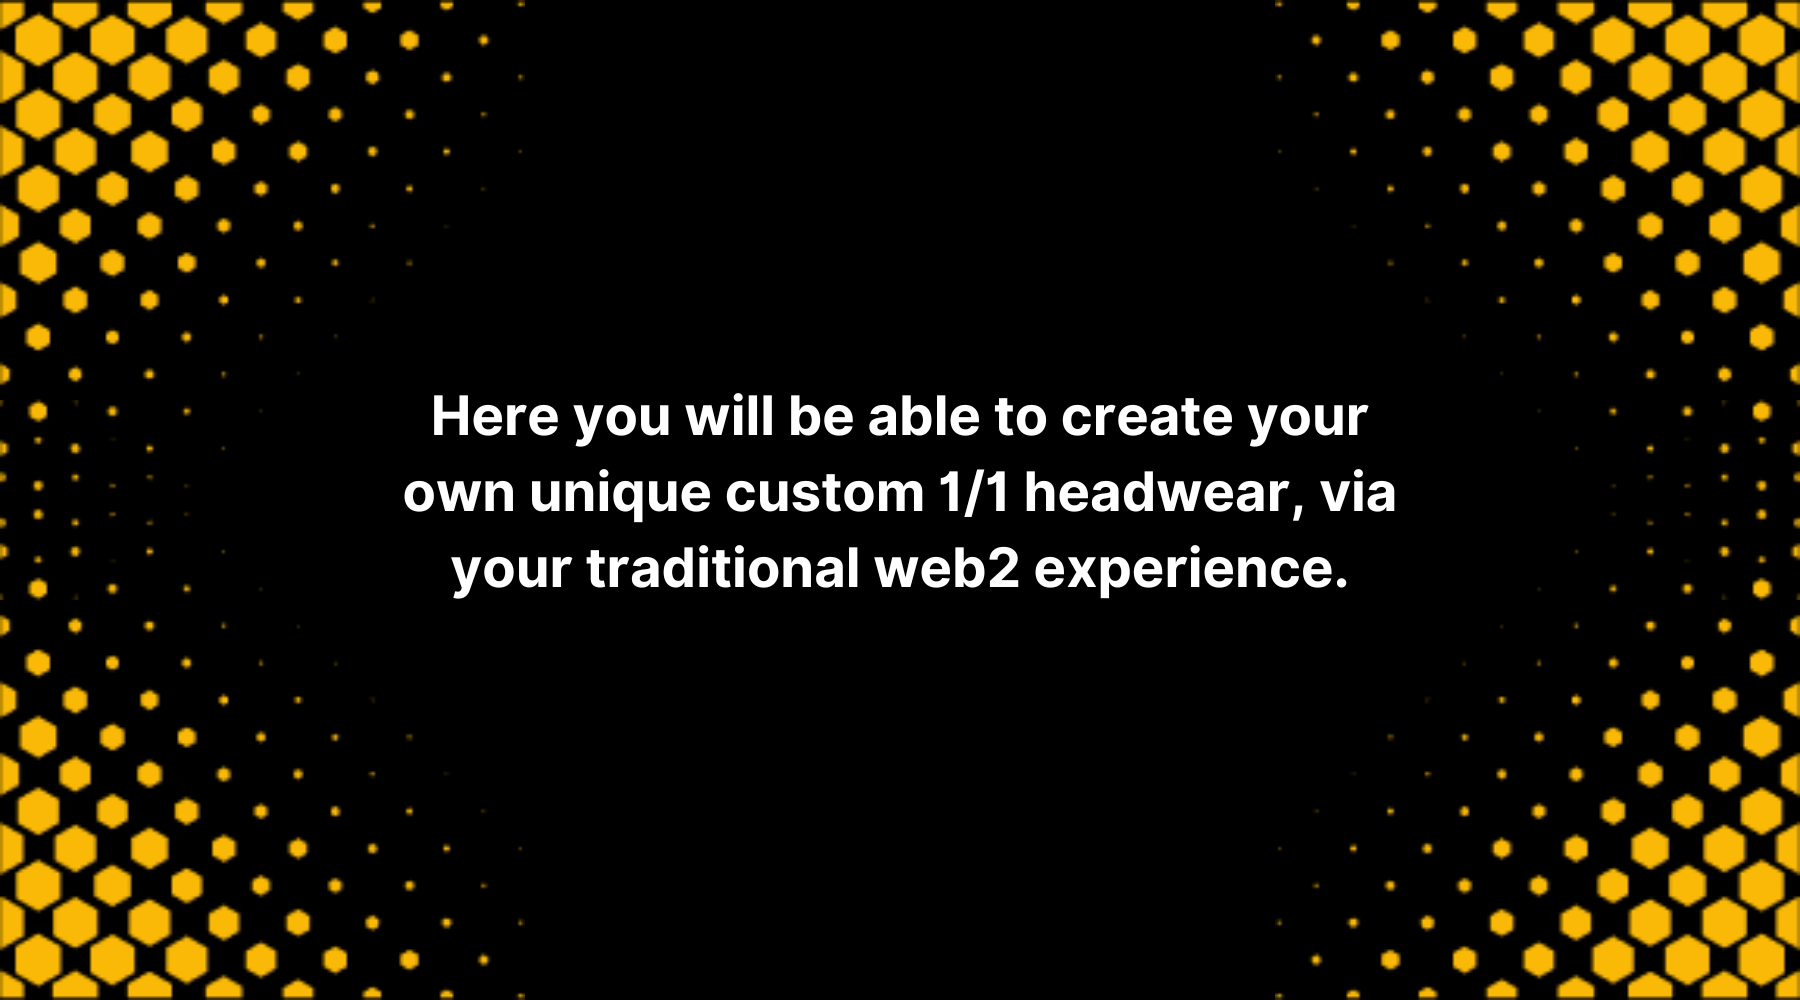 Here you will be able to create your
own unique custom 1/1 headwear, via
your traditional web2 experience.